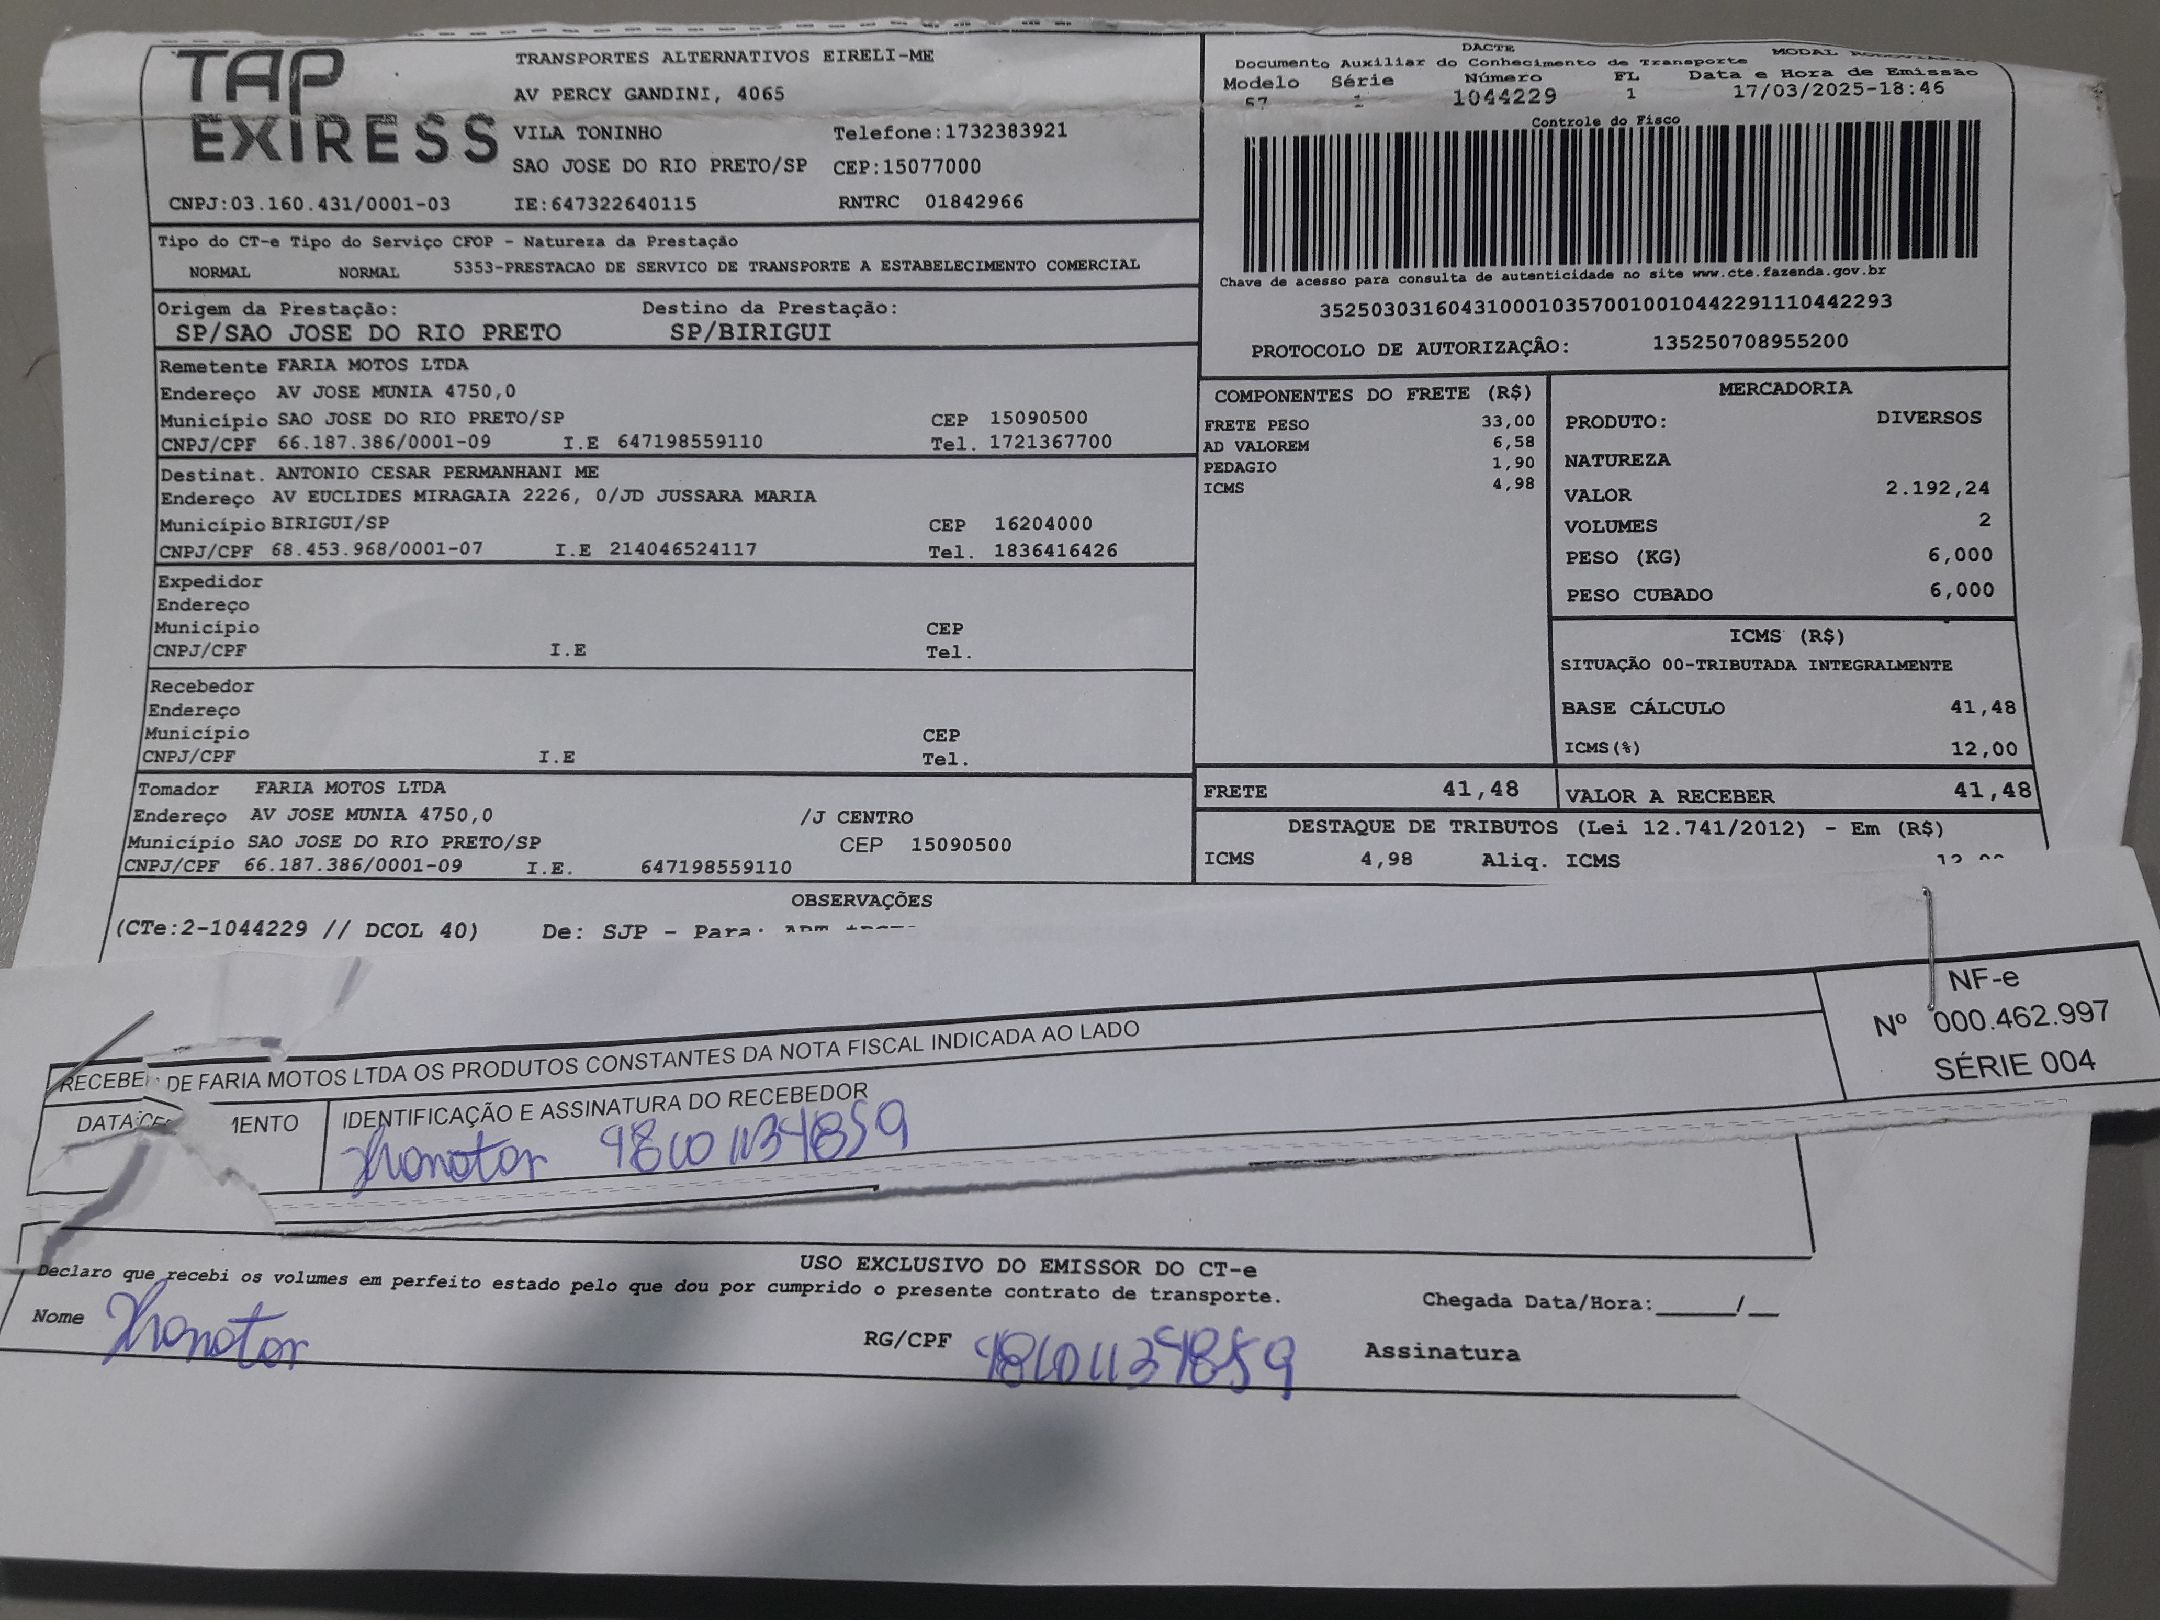 TAP
EXIRESS
TRANSPORTES ALTERNATIVOS EIRELI-ME
AV PERCY GANDINI, 4065
VILA TONINHO Telefone:1732383921
SAO JOSE DO RIO PRETO/SP CEP:15077000
CNPJ:03.160.431/0001-03 IE:647322640115 RNTRC 01842966
DACTE MODAL
Documento Auxiliar do Conhecimento de Transporte
Modelo Série Número FL Data e Hora de Emissão
57 1 1044229 1 17/03/2025-18:46
Controle do Fisco
Chave de acesso para consulta de autenticidade no site www.cte.fazenda.gov.br
35250303160431000103570010010442291110442293
PROTOCOLO DE AUTORIZAÇÂO: 135250708955200
Tipo do CT-e Tipo do Serviço CFOP - Natureza da Prestação
NORMAL NORMAL 5353-PRESTACAO DE SERVICO DE TRANSPORTE A ESTABELECIMENTO COMERCIAL
Origem da Prestação: Destino da Prestação:
SP/SAO JOSE DO RIO PRETO SP/BIRIGUI
Remetente FARIA MOTOS LTDA
Endereço AV JOSE MUNIA 4750,0
Município SAO JOSE DO RIO PRETO/SP CEP 15090500
CNPJ/CPF 66.187.386/0001-09 I.E 647198559110 Tel. 1721367700
Destinat. ANTONIO CESAR PERMANHANI ME
Endereço AV EUCLIDES MIRAGAIA 2226, 0/JD JUSSARA MARIA
Município BIRIGUI/SP CEP 16204000
CNPJ/CPF 68.453.968/0001-07 I.E 214046524117 Tel. 1836416426
Expedidor
Endereço
Município CEP
CNPJ/CPF I.E Tel.
Recebedor
Endereço
Município CEP
CNPJ/CPF I.E Tel.
Tomador FARIA MOTOS LTDA
Endereço AV JOSE MUNIA 4750,0 /J CENTRO
Município SAO JOSE DO RIO PRETO/SP CEP 15090500
CNPJ/CPF 66.187.386/0001-09 I.E. 647198559110
COMPONENTES DO FRETE (R$)
FRETE PESO 33,00
AD VALOREM 6,58
PEDAGIO 1,90
ICMS 4,98
MERCADORIA
PRODUTO: DIVERSOS
NATUREZA
VALOR 2.192,24
VOLUMES 2
PESO (KG) 6,000
PESO CUBADO 6,000
ICMS (R$)
SITUAÇÃO 00-TRIBUTADA INTEGRALMENTE
BASE CÁLCULO 41,48
ICMS(%) 12,00
FRETE 41,48 VALOR A RECEBER 41,48
DESTAQUE DE TRIBUTOS (Lei 12.741/2012) - Em (R$)
ICMS 4,98 Aliq. ICMS
OBSERVAÇÕES
(CTe:2-1044229 // DCOL 40) De: SJP - Para:
NF-e
Nº 000.462.997
SÉRIE 004
RECEBE DE FARIA MOTOS LTDA OS PRODUTOS CONSTANTES DA NOTA FISCAL INDICADA AO LADO
DATA IDENTIFICAÇÃO E ASSINATURA DO RECEBEDOR
Jhonotor 48601134859
USO EXCLUSIVO DO EMISSOR DO CT-e
Declaro que recebi os volumes em perfeito estado pelo que dou por cumprido o presente contrato de transporte.
Chegada Data/Hora:______/__
Nome Jhonotor RG/CPF 48601134859 Assinatura